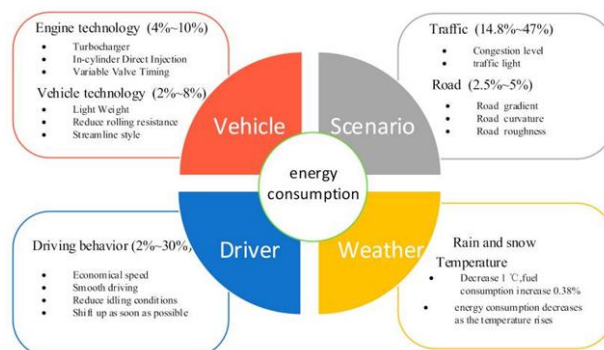 Engine technology (4%~10%)
Turbocharger
In-cylinder Direct Injection
Variable Valve Timing
Vehicle technology (2%~8%)
Light Weight
Reduce rolling resistance
Streamline style
Traffic (14.8%~47%)
Congestion level
traffic light
Road (2.5%~5%)
Road gradient
Road curvature
Road roughness
Vehicle
Scenario
energy
consumption
Driver
Weather
Driving behavior (2%~30%)
Economical speed
Smooth driving
Reduce idling conditions
Shift up as soon as possible
Rain and snow
Temperature
Decrease 1 ℃,fuel
consumption increase 0.38%
energy consumption decreases
as the temperature rises